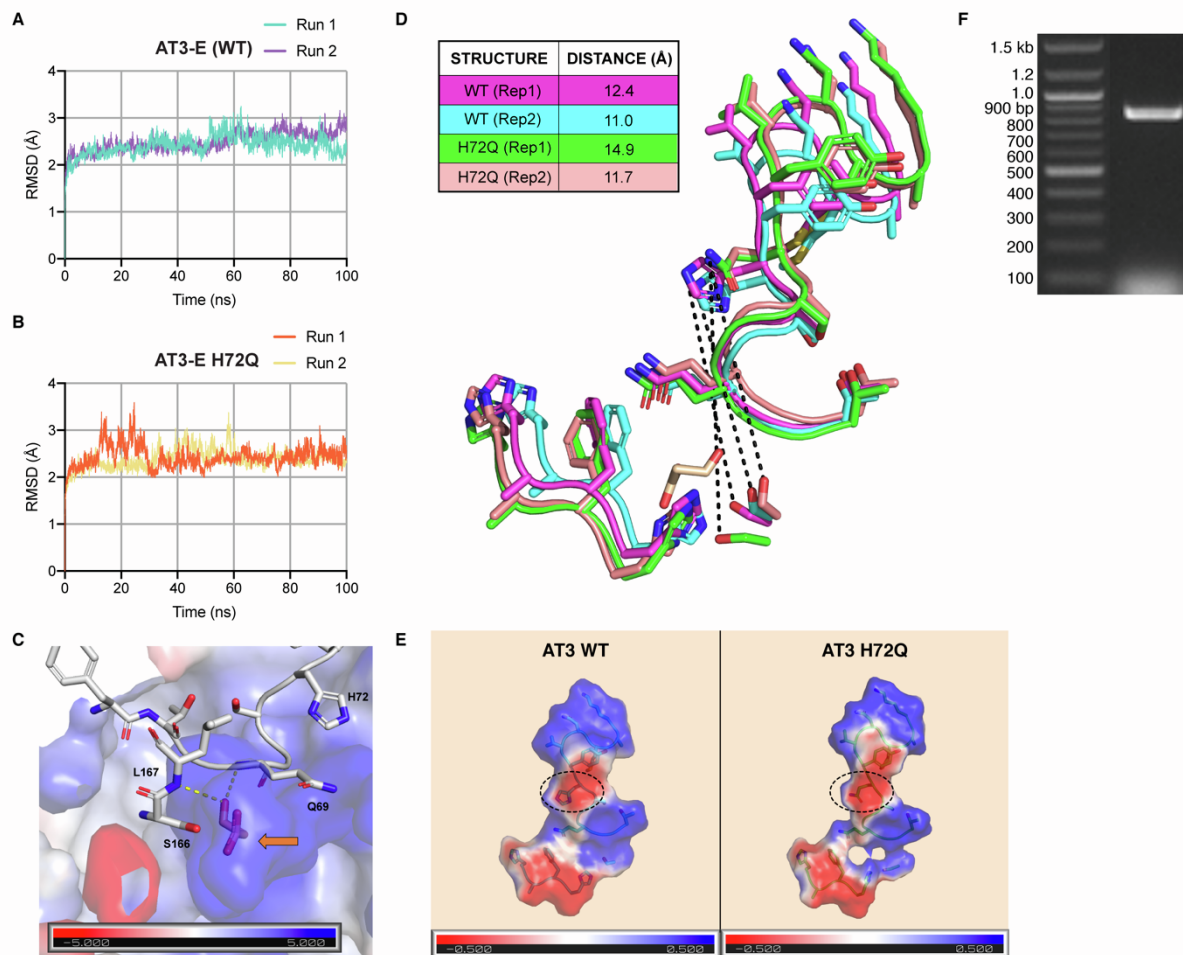 A
Run 1
AT3-E (WT)
Run 2
4
3
2
1
0
RMSD (Å)
0 20 40 60 80 100
Time (ns)
B
Run 1
AT3-E H72Q
Run 2
4
3
2
1
0
RMSD (Å)
0 20 40 60 80 100
Time (ns)
C
H72
L167
Q69
S166
-5.000 5.000
D
STRUCTURE DISTANCE (Å)
WT (Rep1) 12.4
WT (Rep2) 11.0
H72Q (Rep1) 14.9
H72Q (Rep2) 11.7
E
AT3 WT
AT3 H72Q
-0.500 0.500
-0.500 0.500
F
1.5 kb
1.2
1.0
900 bp
800
700
600
500
400
300
200
100